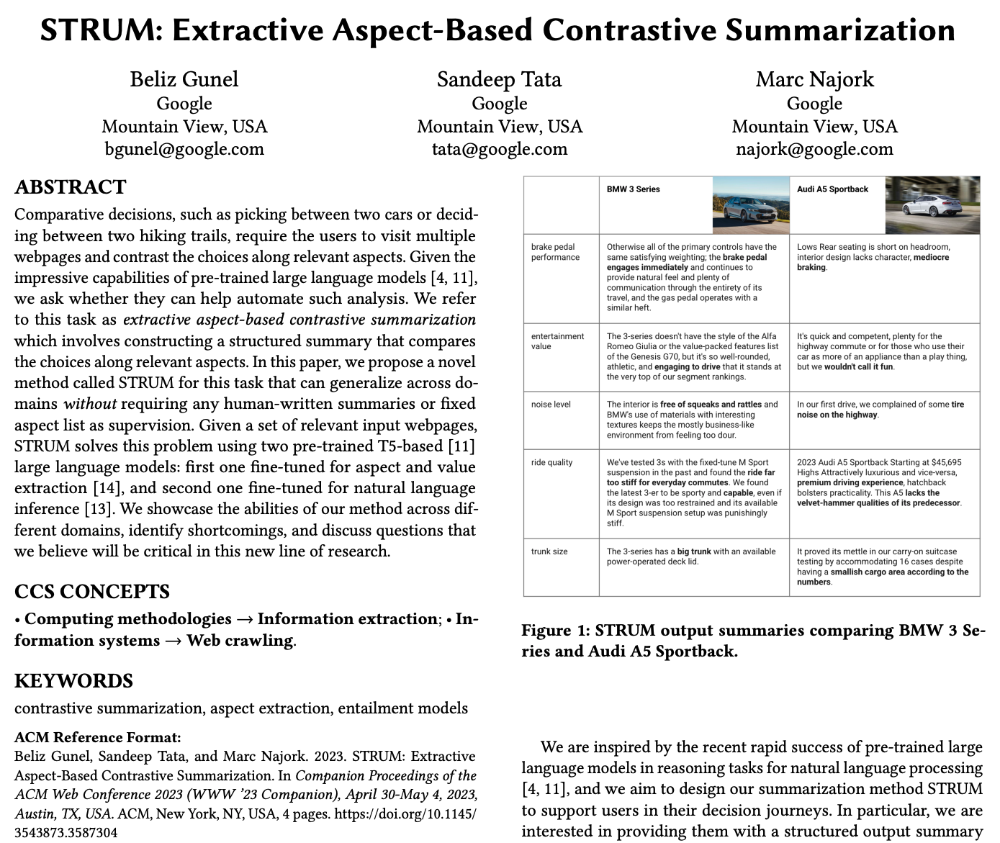 STRUM: Extractive Aspect-Based Contrastive Summarization
Beliz Gunel
Google
Mountain View, USA
bgunel@google.com
Sandeep Tata
Google
Mountain View, USA
tata@google.com
Marc Najork
Google
Mountain View, USA
najork@google.com
ABSTRACT
Comparative decisions, such as picking between two cars or decid-
ing between two hiking trails, require the users to visit multiple
webpages and contrast the choices along relevant aspects. Given the
impressive capabilities of pre-trained large language models [4, 11],
we ask whether they can help automate such analysis. We refer
to this task as extractive aspect-based contrastive summarization
which involves constructing a structured summary that compares
the choices along relevant aspects. In this paper, we propose a novel
method called STRUM for this task that can generalize across do-
mains without requiring any human-written summaries or fixed
aspect list as supervision. Given a set of relevant input webpages,
STRUM solves this problem using two pre-trained T5-based [11]
large language models: first one fine-tuned for aspect and value
extraction [14], and second one fine-tuned for natural language
inference [13]. We showcase the abilities of our method across dif-
ferent domains, identify shortcomings, and discuss questions that
we believe will be critical in this new line of research.
CCS CONCEPTS
• Computing methodologies → Information extraction; • In-
formation systems → Web crawling.
KEYWORDS
contrastive summarization, aspect extraction, entailment models
ACM Reference Format:
Beliz Gunel, Sandeep Tata, and Marc Najork. 2023. STRUM: Extractive
Aspect-Based Contrastive Summarization. In Companion Proceedings of the
ACM Web Conference 2023 (WWW ’23 Companion), April 30-May 4, 2023,
Austin, TX, USA. ACM, New York, NY, USA, 4 pages. https://doi.org/10.1145/
3543873.3587304
BMW 3 Series
Audi A5 Sportback
brake pedal
performance
Otherwise all of the primary controls have the
same satisfying weighting; the brake pedal
engages immediately and continues to
provide natural feel and plenty of
communication through the entirety of its
travel, and the gas pedal operates with a
similar heft.
Lows Rear seating is short on headroom,
interior design lacks character, mediocre
braking.
entertainment
value
The 3-series doesn't have the style of the Alfa
Romeo Giulia or the value-packed features list
of the Genesis G70, but it's so well-rounded,
athletic, and engaging to drive that it stands at
the very top of our segment rankings.
It's quick and competent, plenty for the
highway commute or for those who use their
car as more of an appliance than a play thing,
but we wouldn't call it fun.
noise level
The interior is free of squeaks and rattles and
BMW's use of materials with interesting
textures keeps the mostly business-like
environment from feeling too dour.
In our first drive, we complained of some tire
noise on the highway.
ride quality
We've tested 3s with the fixed-tune M Sport
suspension in the past and found the ride far
too stiff for everyday commutes. We found
the latest 3-er to be sporty and capable, even if
its design was too restrained and its available
M Sport suspension setup was punishingly
stiff.
2023 Audi A5 Sportback Starting at $45,695
Highs Attractively luxurious and vice-versa,
premium driving experience, hatchback
bolsters practicality. This A5 lacks the
velvet-hammer qualities of its predecessor.
trunk size
The 3-series has a big trunk with an available
power-operated deck lid.
It proved its mettle in our carry-on suitcase
testing by accommodating 16 cases despite
having a smallish cargo area according to the
numbers.
Figure 1: STRUM output summaries comparing BMW 3 Se-
ries and Audi A5 Sportback.
We are inspired by the recent rapid success of pre-trained large
language models in reasoning tasks for natural language processing
[4, 11], and we aim to design our summarization method STRUM
to support users in their decision journeys. In particular, we are
interested in providing them with a structured output summary